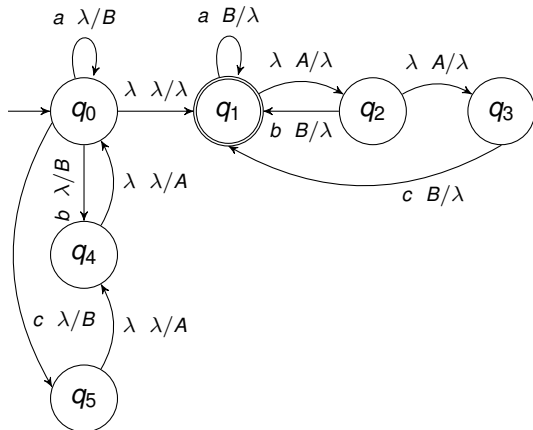 a λ/B
a B/λ
λ A/λ
λ A/λ
q0
λ λ/λ
q1
b B/λ
q2
q3
b λ/B
λ λ/A
c B/λ
q4
c λ/B
λ λ/A
q5